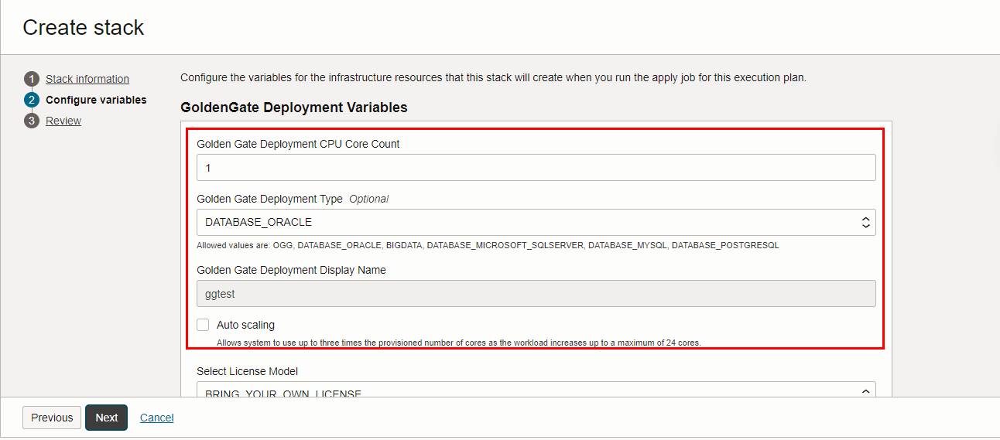 Create stack
1 Stack information
2 Configure variables
3 Review
Configure the variables for the infrastructure resources that this stack will create when you run the apply job for this execution plan.
GoldenGate Deployment Variables
Golden Gate Deployment CPU Core Count
1
Golden Gate Deployment Type Optional
DATABASE_ORACLE
Allowed values are: OGG, DATABASE_ORACLE, BIGDATA, DATABASE_MICROSOFT_SQLSERVER, DATABASE_MYSQL, DATABASE_POSTGRESQL
Golden Gate Deployment Display Name
ggtest
Auto scaling
Allows system to use up to three times the provisioned number of cores as the workload increases up to a maximum of 24 cores.
Select License Model
BRING_YOUR_OWN_LICENSE
Previous Next Cancel